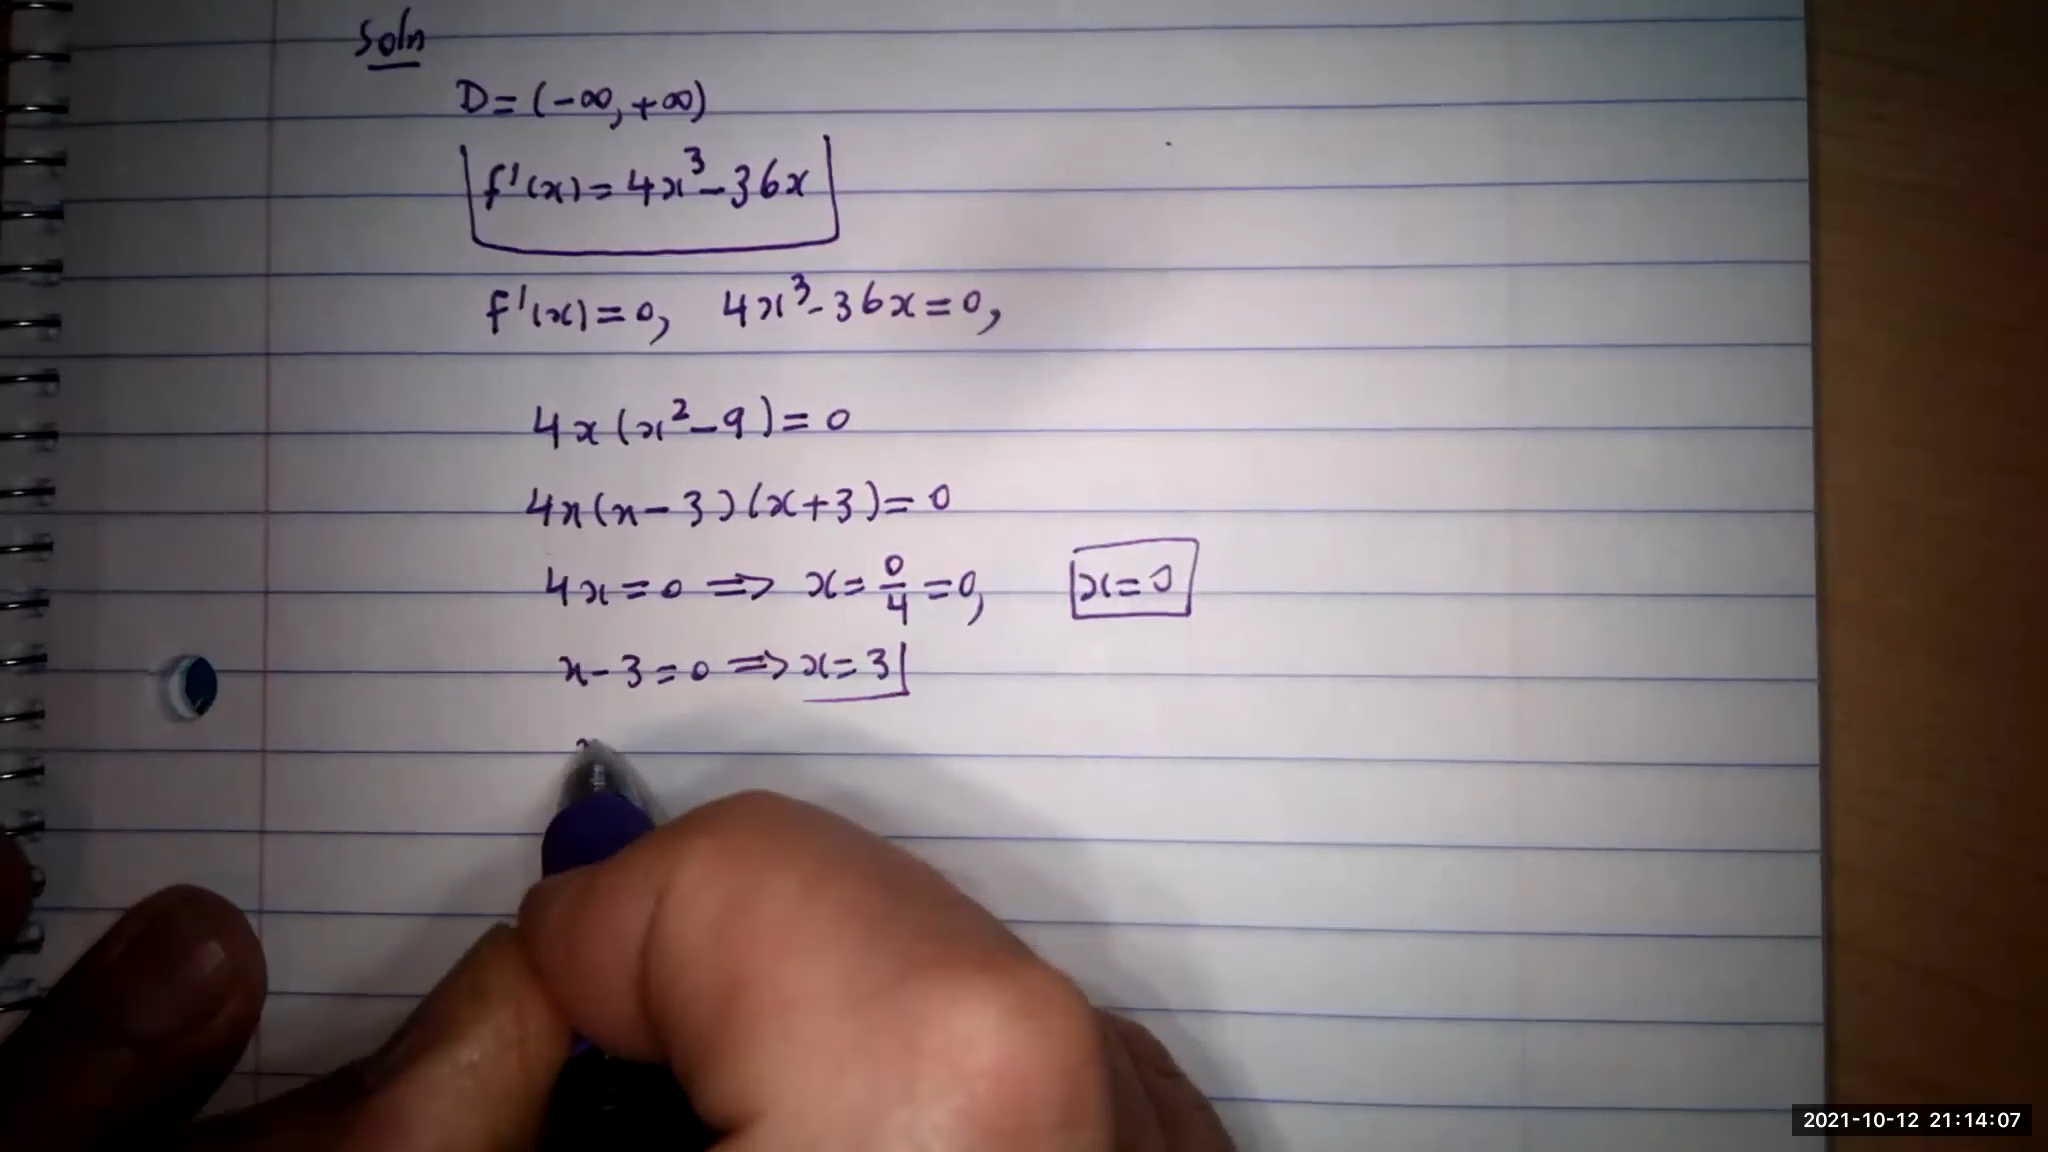 Soln
D = (-∞, +∞)
f'(x) = 4x³ - 36x
f'(x) = 0, 4x³ - 36x = 0,
4x(x² - 9) = 0
4x(x - 3)(x + 3) = 0
4x = 0 ⟹ x = 0/4 = 0, x = 0
x - 3 = 0 ⟹ x = 3
2021-10-12 21:14:07